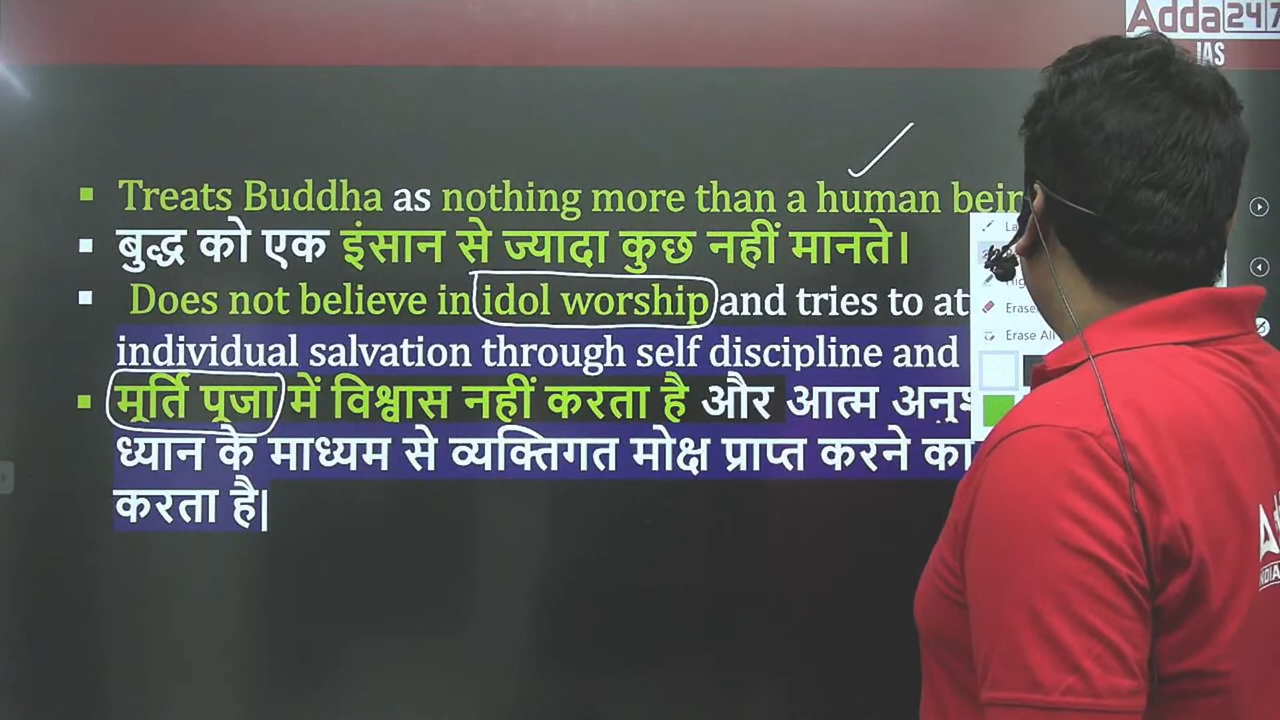 Adda247
IAS
Treats Buddha as nothing more than a human bein
बुद्ध को एक इंसान से ज्यादा कुछ नहीं मानते।
Does not believe in idol worship and tries to at
individual salvation through self discipline and
मूर्ति पूजा में विश्वास नहीं करता है और आत्म
ध्यान के माध्यम से व्यक्तिगत मोक्ष प्राप्त करने का
करता है|
Erase
Erase All